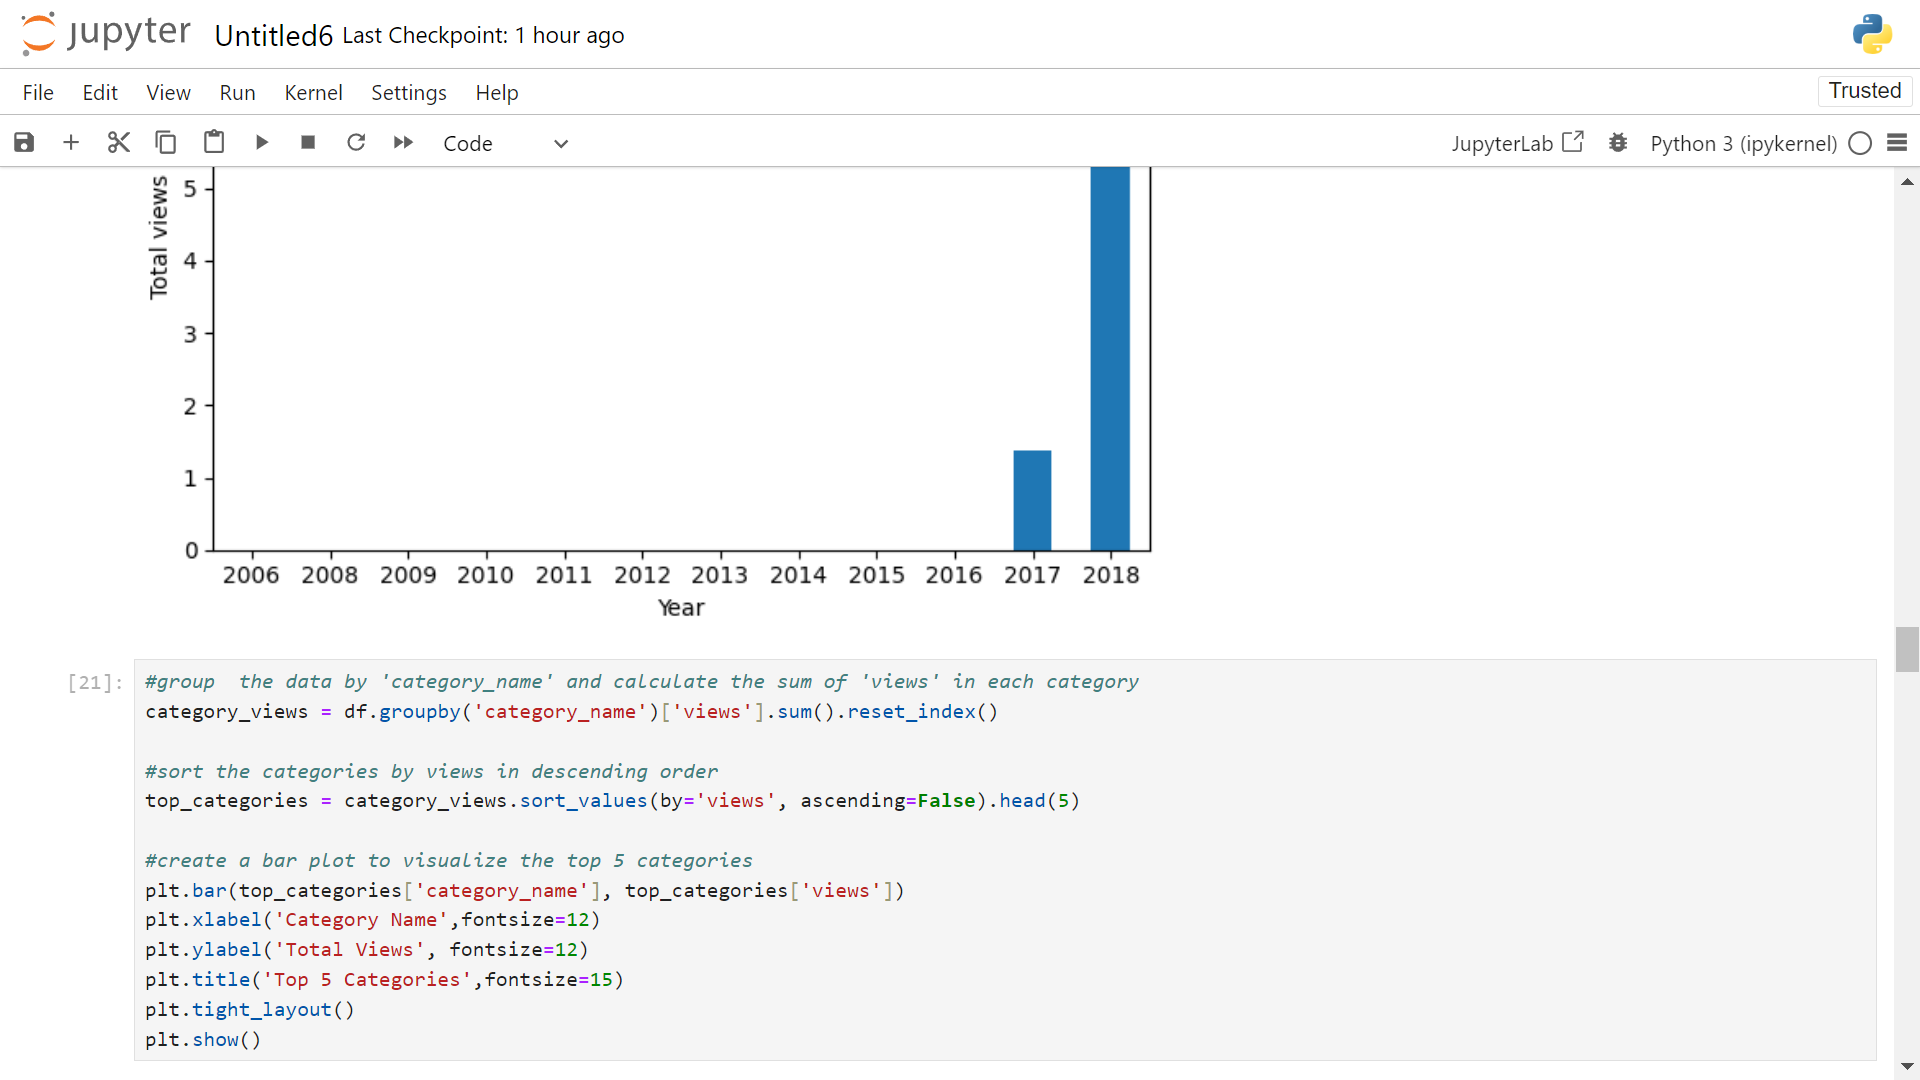 jupyter Untitled6 Last Checkpoint: 1 hour ago
File Edit View Run Kernel Settings Help Trusted
Code JupyterLab Python 3 (ipykernel)
Total views
5
4
3
2
1
0
2006 2008 2009 2010 2011 2012 2013 2014 2015 2016 2017 2018
Year
[21]:
#group  the data by 'category_name' and calculate the sum of 'views' in each category
category_views = df.groupby('category_name')['views'].sum().reset_index()
#sort the categories by views in descending order
top_categories = category_views.sort_values(by='views', ascending=False).head(5)
#create a bar plot to visualize the top 5 categories
plt.bar(top_categories['category_name'], top_categories['views'])
plt.xlabel('Category Name',fontsize=12)
plt.ylabel('Total Views', fontsize=12)
plt.title('Top 5 Categories',fontsize=15)
plt.tight_layout()
plt.show()